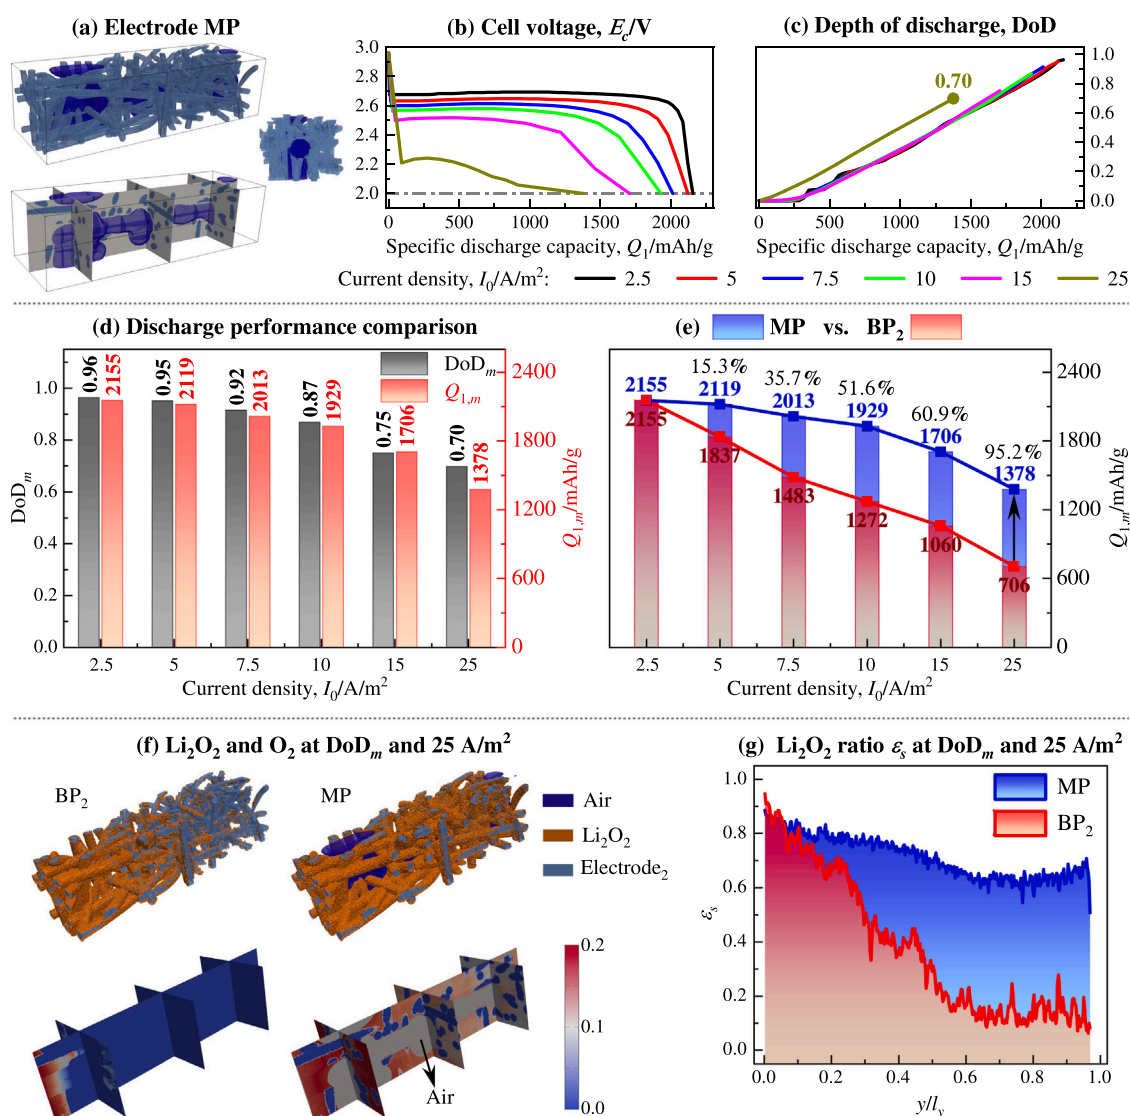 (a) Electrode MP
(b) Cell voltage, E_c/V
(c) Depth of discharge, DoD
3.0
2.8
2.6
2.4
2.2
2.0
0
500
1000
1500
2000
Specific discharge capacity, Q₁/mAh/g
0.70
1.0
0.8
0.6
0.4
0.2
0.0
0
500
1000
1500
2000
Specific discharge capacity, Q₁/mAh/g
Current density, I₀/A/m²: 2.5 5 7.5 10 15 25
(d) Discharge performance comparison
DoDₘ
1.0
0.8
0.6
0.4
0.2
0.0
0.96 2155
0.95 2119
0.92 2013
0.87 1929
0.75 1706
0.70 1378
DoDₘ
Q₁,ₘ
2400
1800
1200
600
0
Q₁,ₘ/mAh/g
2.5 5 7.5 10 15 25
Current density, I₀/A/m²
(e) MP vs. BP₂
15.3%
35.7%
51.6%
60.9%
95.2%
2155
2119
2013
1929
1706
1378
2155
1837
1483
1272
1060
706
2400
1800
1200
600
0
Q₁,ₘ/mAh/g
2.5 5 7.5 10 15 25
Current density, I₀/A/m²
(f) Li₂O₂ and O₂ at DoDₘ and 25 A/m²
BP₂
MP
Air
Li₂O₂
Electrode₂
0.2
0.1
0.0
Air
(g) Li₂O₂ ratio εₛ at DoDₘ and 25 A/m²
MP
BP₂
εₛ
1.0
0.8
0.6
0.4
0.2
0.0
0.0 0.2 0.4 0.6 0.8 1.0
y/l_y